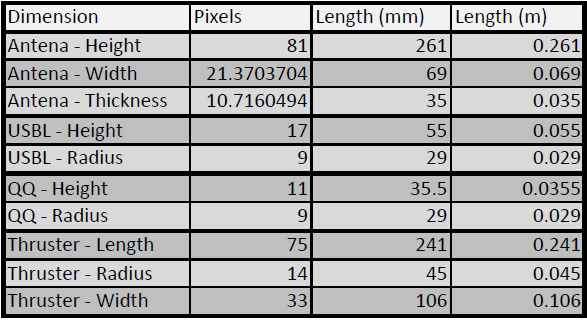 Dimension Pixels Length (mm) Length (m)
Antena - Height 81 261 0.261
Antena - Width 21.3703704 69 0.069
Antena - Thickness 10.7160494 35 0.035
USBL - Height 17 55 0.055
USBL - Radius 9 29 0.029
QQ - Height 11 35.5 0.0355
QQ - Radius 9 29 0.029
Thruster - Length 75 241 0.241
Thruster - Radius 14 45 0.045
Thruster - Width 33 106 0.106